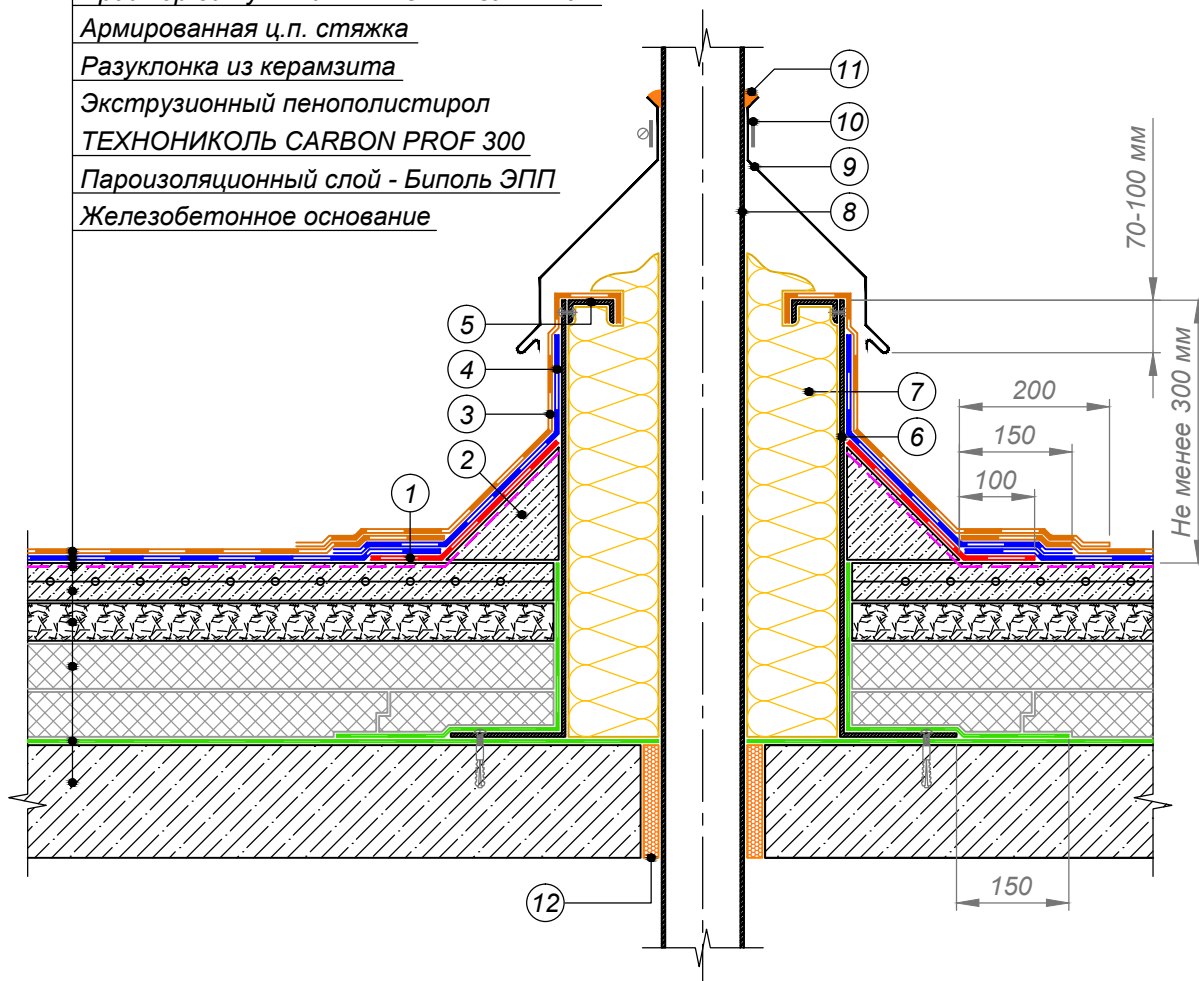 Армированная ц.п. стяжка
Разуклонка из керамзита
Экструзионный пенополистирол
ТЕХНОНИКОЛЬ CARBON PROF 300
Пароизоляционный слой - Биполь ЭПП
Железобетонное основание
11
10
9
8
70-100 мм
5
4
3
2
1
7
6
200
150
100
Не менее 300 мм
12
150